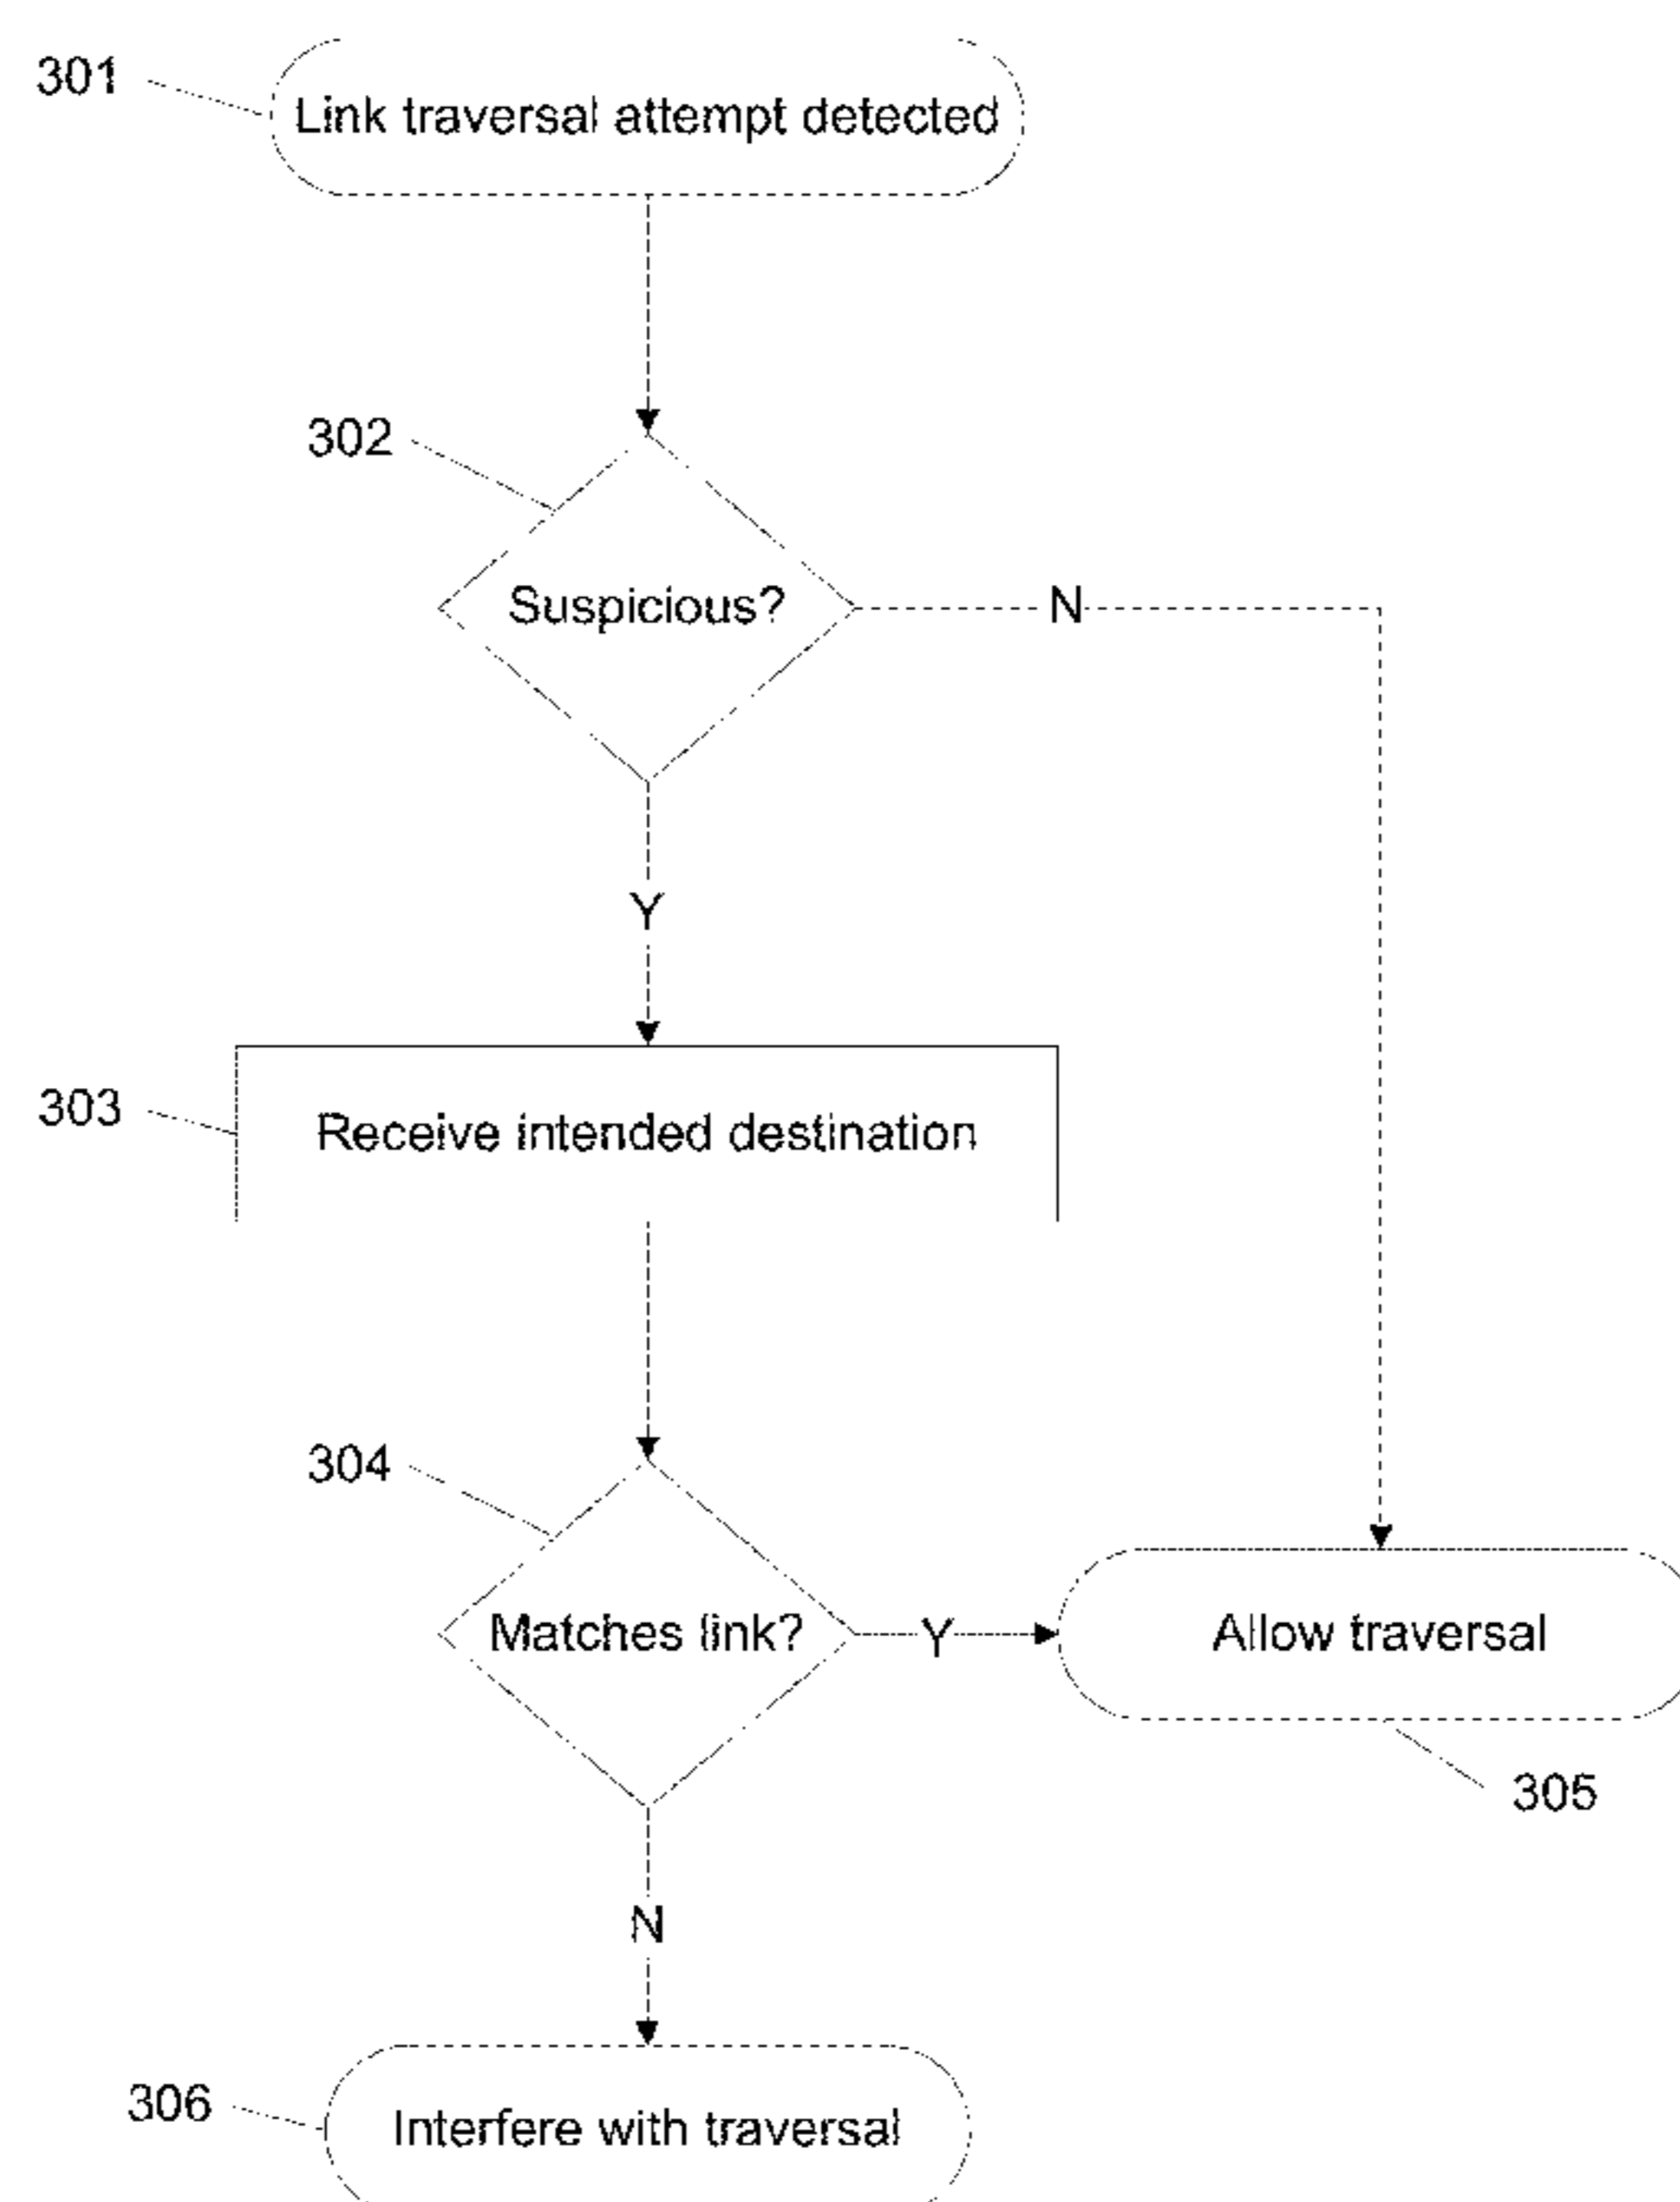 301
Link traversal attempt detected
302
Suspicious?
N
Y
303
Receive intended destination
304
Matches link?
Y
Allow traversal
305
N
306
Interfere with traversal